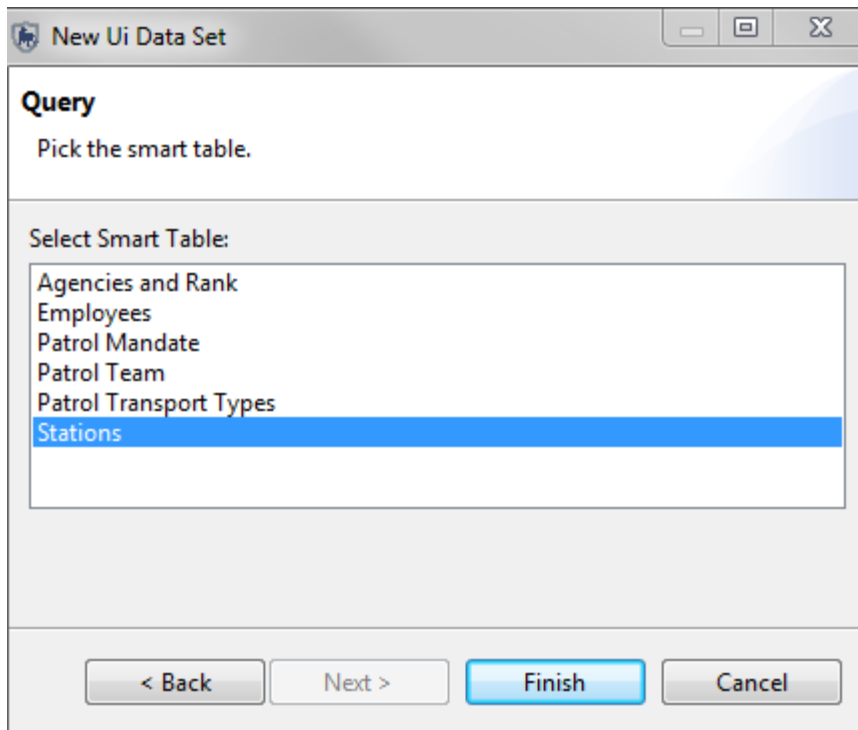 New Ui Data Set
Query
Pick the smart table.
Select Smart Table:
Agencies and Rank
Employees
Patrol Mandate
Patrol Team
Patrol Transport Types
Stations
< Back Next > Finish Cancel